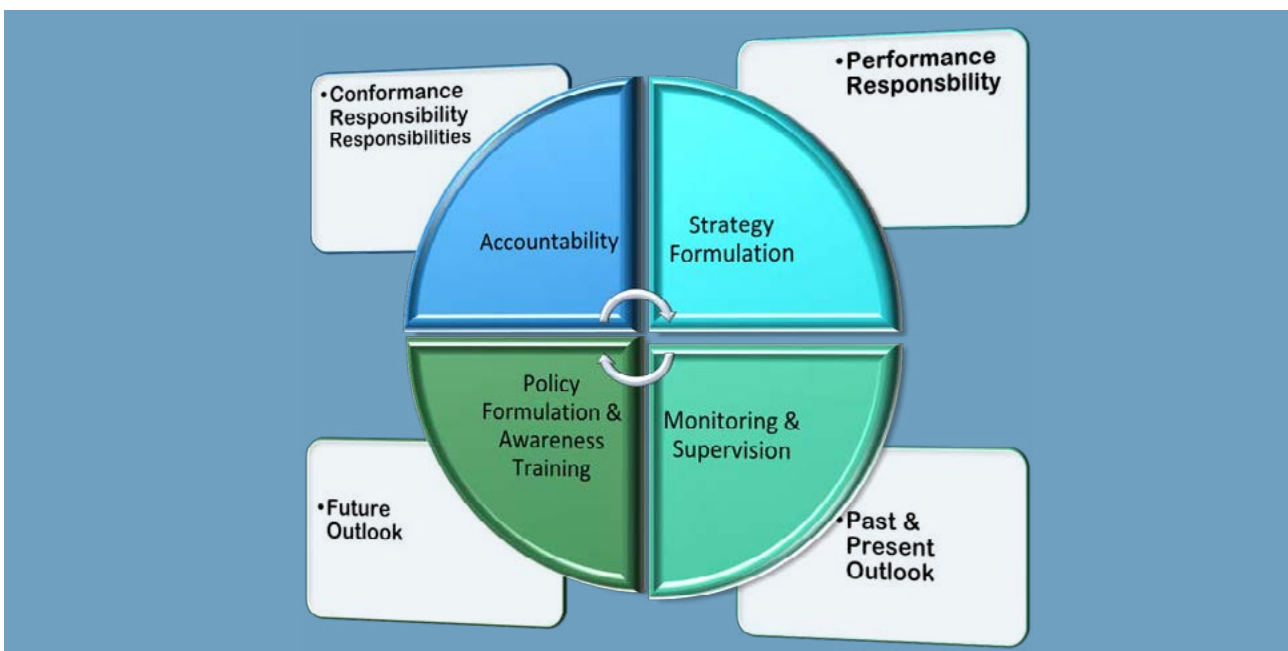 •Conformance
Responsibility
Responsibilities
•Performance
Responsbility
Accountability
Strategy
Formulation
Policy
Formulation &
Awareness
Training
Monitoring &
Supervision
•Future
Outlook
•Past &
Present
Outlook